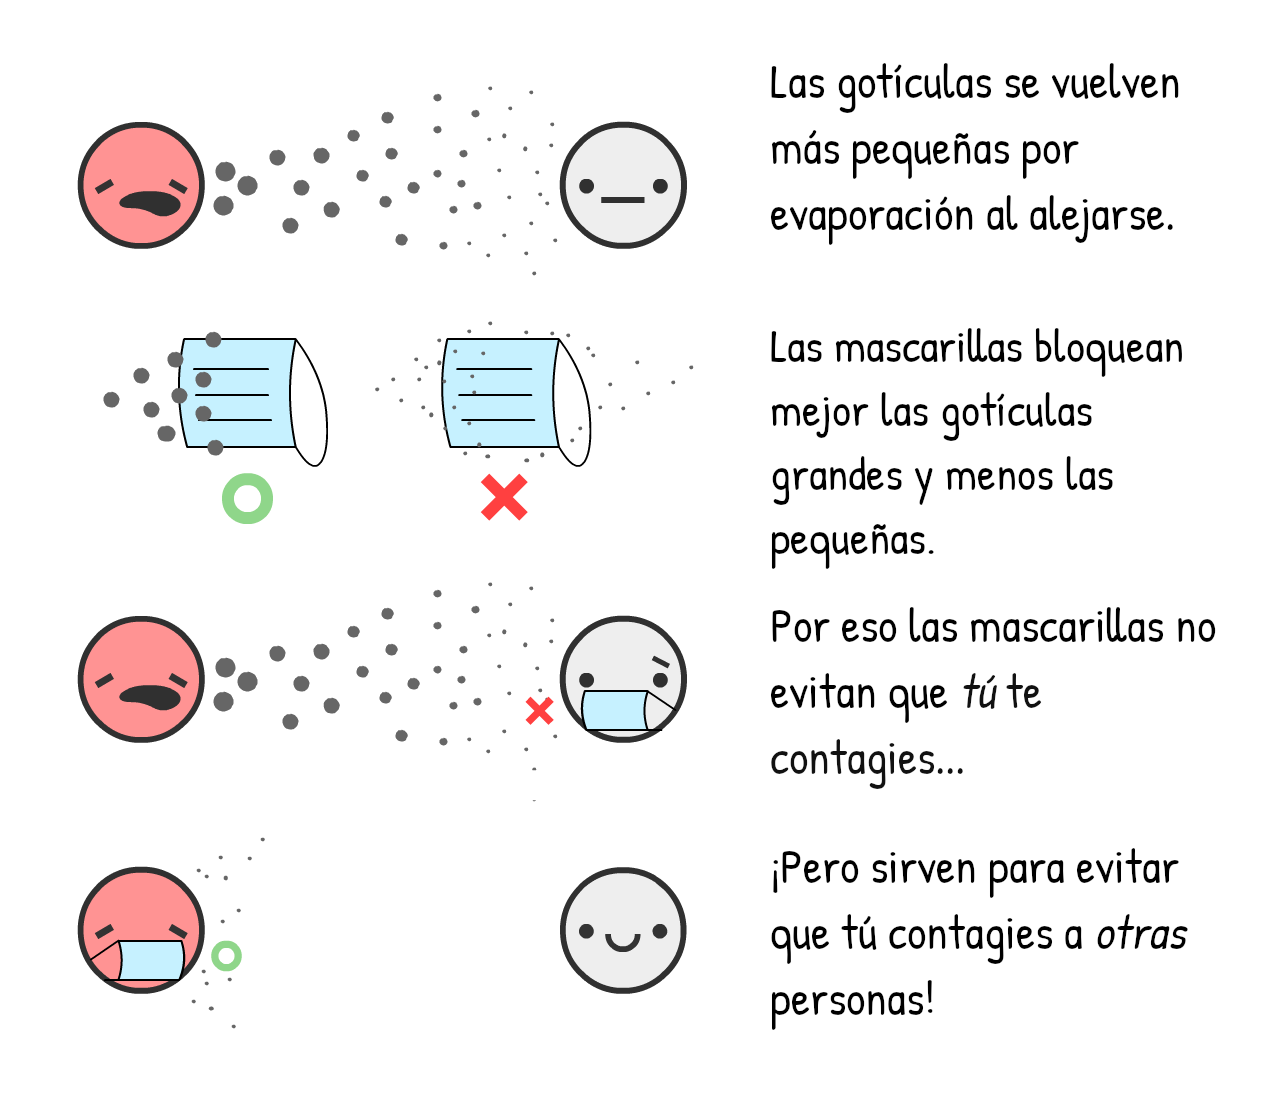 Las gotículas se vuelven
más pequeñas por
evaporación al alejarse.
Las mascarillas bloquean
mejor las gotículas
grandes y menos las
pequeñas.
Por eso las mascarillas no
evitan que tú te
contagies...
¡Pero sirven para evitar
que tú contagies a otras
personas!